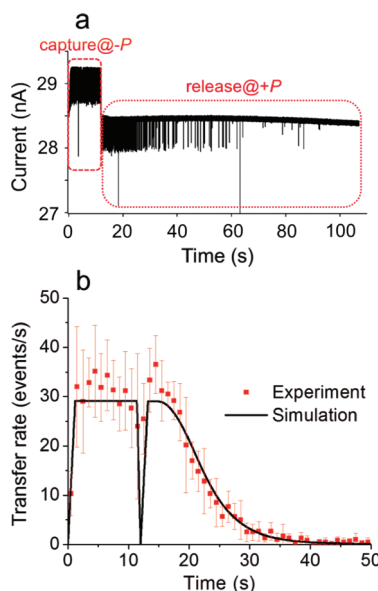 a
capture@-P
release@+P
29
28
27
Current (nA)
0 20 40 60 80 100
Time (s)
b
50
40
30
20
10
0
Transfer rate (events/s)
Experiment
Simulation
0 10 20 30 40 50
Time (s)